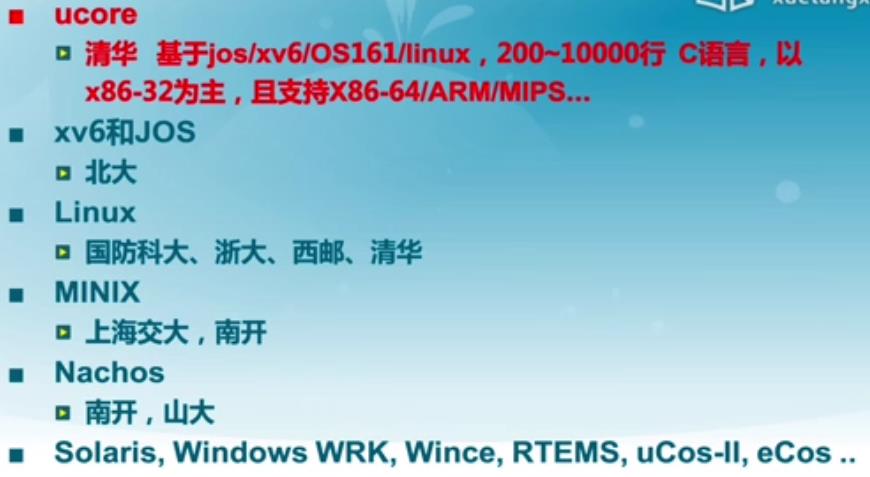 ucore
清华 基于jos/xv6/OS161/linux，200~10000行 C语言，以
x86-32为主，且支持X86-64/ARM/MIPS...
xv6和JOS
北大
Linux
国防科大、浙大、西邮、清华
MINIX
上海交大，南开
Nachos
南开，山大
Solaris, Windows WRK, Wince, RTEMS, uCos-II, eCos ..